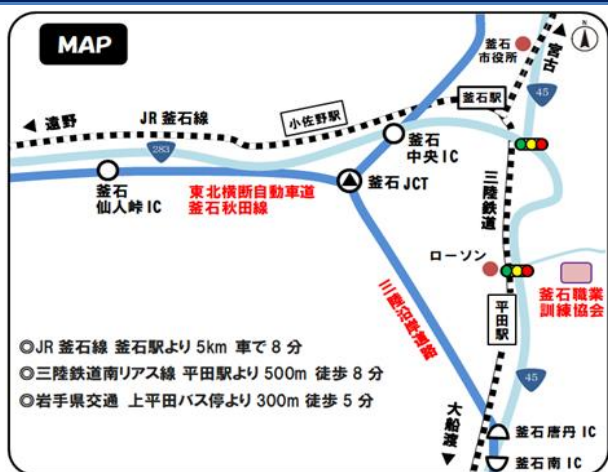 MAP
N
釜石
市役所
宮古
45
釜石駅
小佐野駅
遠野
JR 釜石線
283
釜石
中央IC
釜石
仙人峠IC
東北横断自動車道
釜石秋田線
釜石 JCT
三陸鉄道
ローソン
釜石職業
訓練協会
平田駅
三陸沿岸道路
45
大船渡
釜石唐丹 IC
釜石南 IC
◎JR 釜石線 釜石駅より 5km 車で 8 分
◎三陸鉄道南リアス線 平田駅より 500m 徒歩 8 分
◎岩手県交通 上平田バス停より 300m 徒歩 5 分